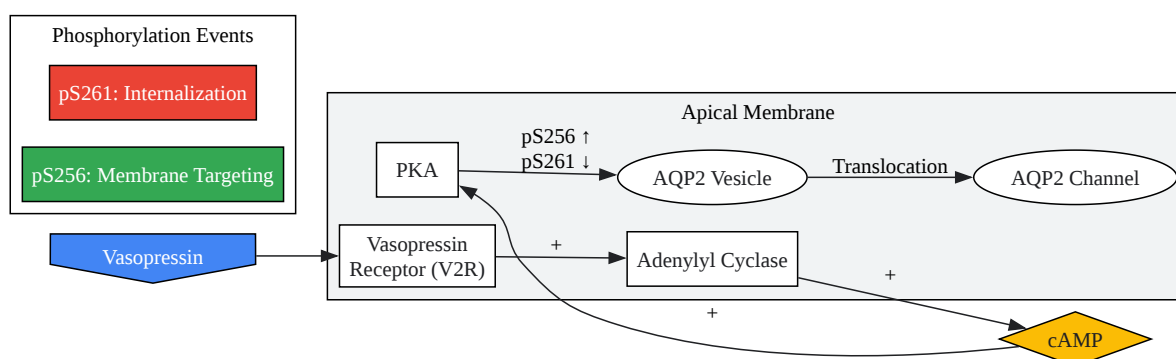 Phosphorylation Events
pS261: Internalization
pS256: Membrane Targeting
Vasopressin
Apical Membrane
PKA
pS256 ↑
pS261 ↓
AQP2 Vesicle
Translocation
AQP2 Channel
Vasopressin
Receptor (V2R)
+
Adenylyl Cyclase
+
+
cAMP